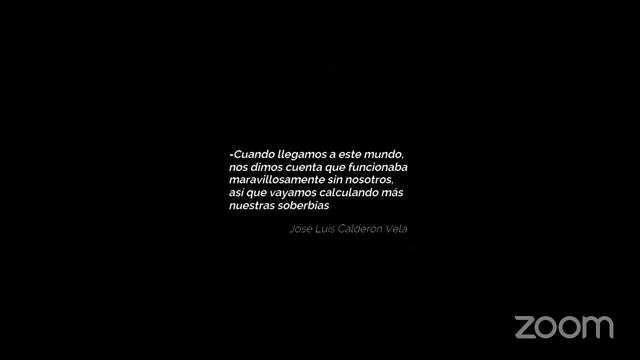 -Cuando llegamos a este mundo,
nos dimos cuenta que funcionaba
maravillosamente sin nosotros,
así que vayamos calculando más
nuestras soberbias
José Luis Calderón Vela
zoom